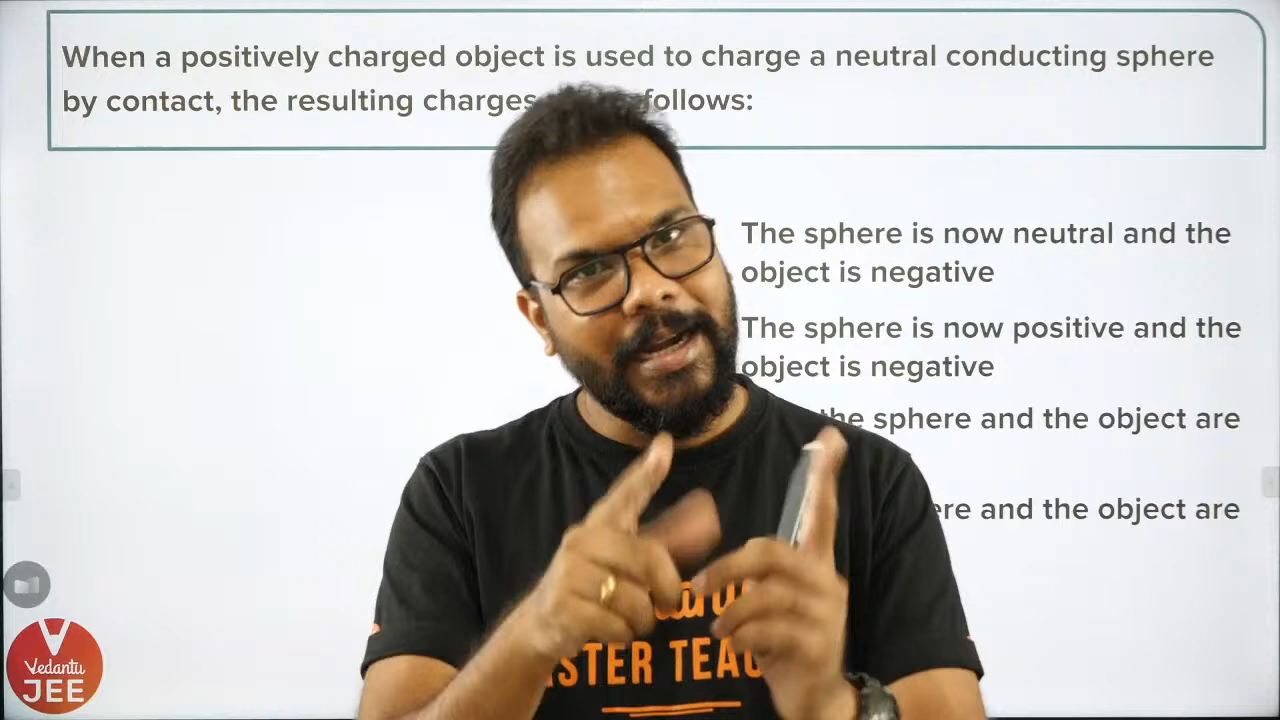 When a positively charged object is used to charge a neutral conducting sphere
by contact, the resulting charges follows:
The sphere is now neutral and the
object is negative
The sphere is now positive and the
object is negative
the sphere and the object are
and the object are
TEAC
Vedantu
JEE